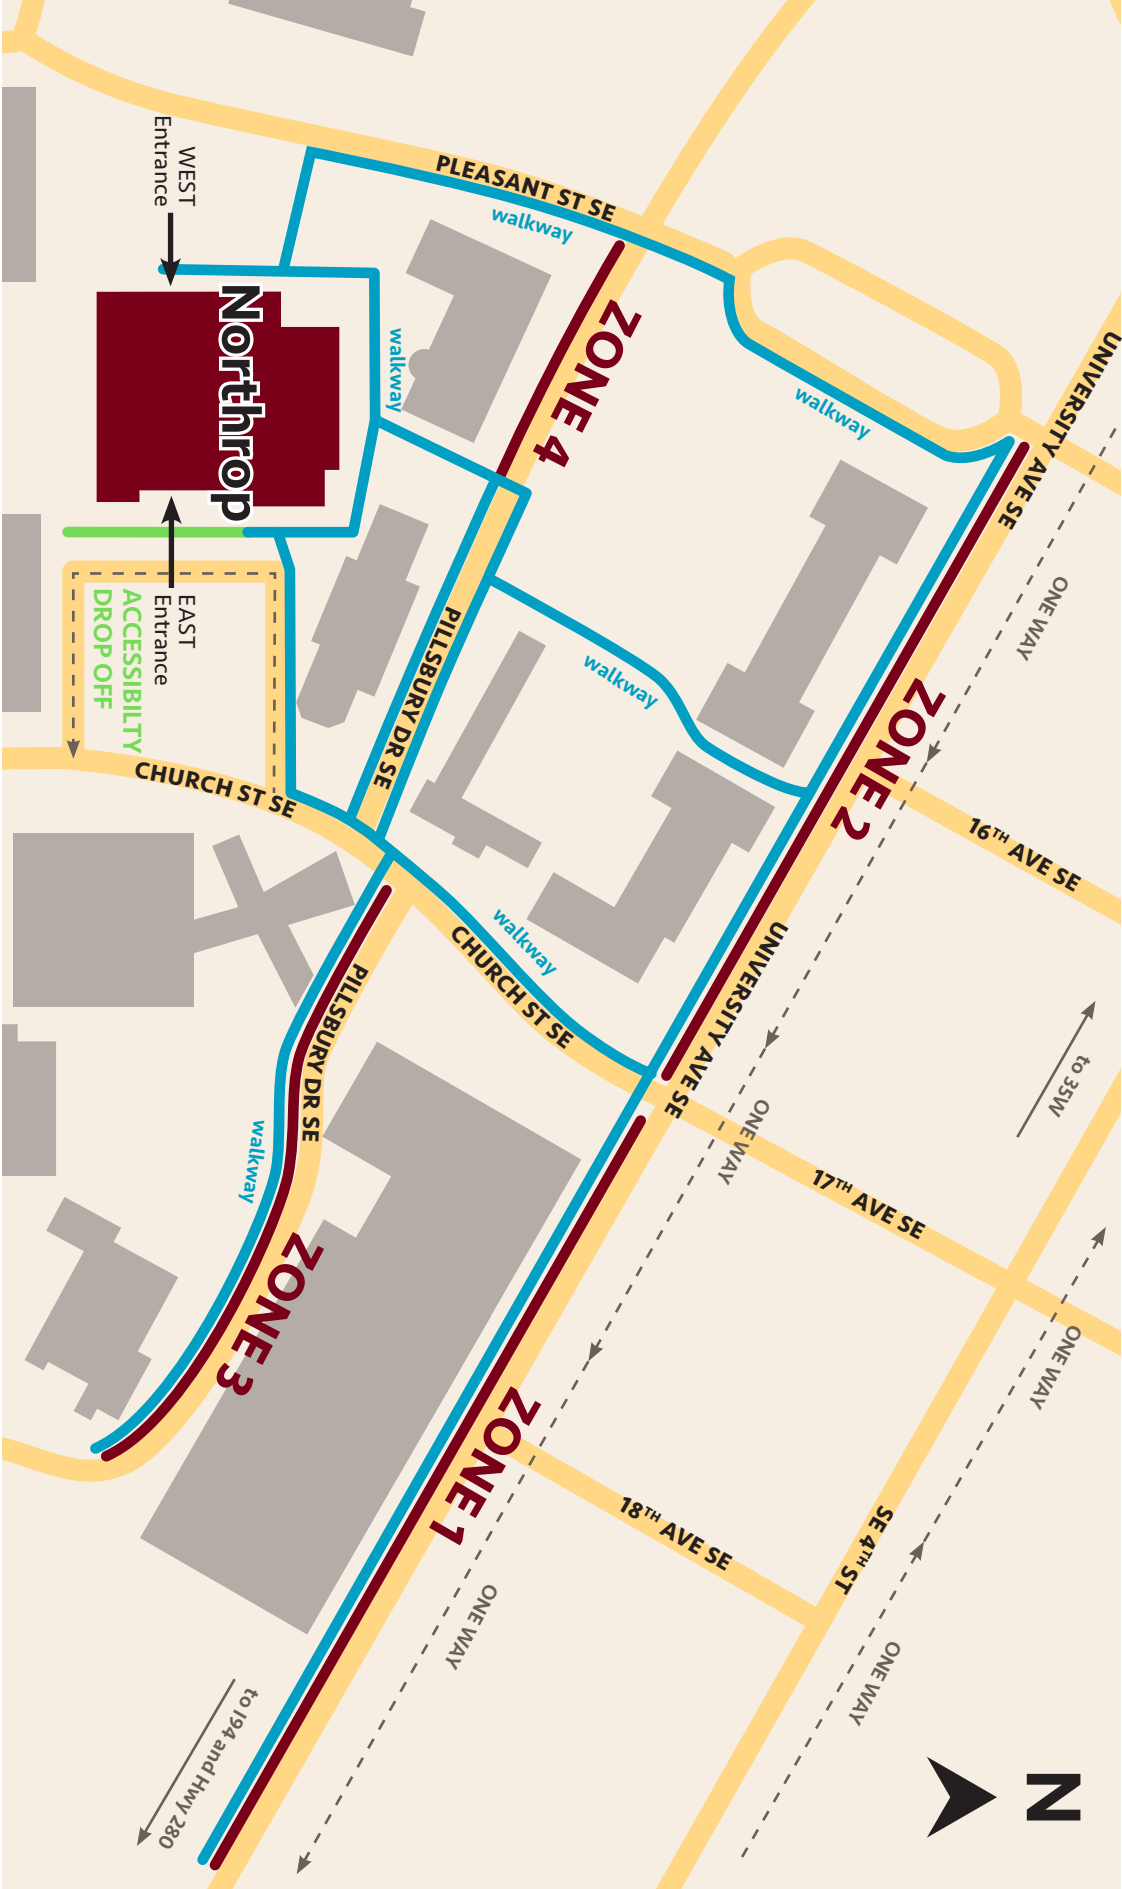 PLEASANT ST SE
walkway
WEST
Entrance
Northrop
walkway
ZONE 4
walkway
UNIVERSITY AVE SE
ONE WAY
EAST
Entrance
ACCESSIBILTY
DROP OFF
PILLSBURY DR SE
walkway
ZONE 2
16TH AVE SE
CHURCH ST SE
walkway
CHURCH ST SE
UNIVERSITY AVE SE
ONE WAY
to 35W
PILLSBURY DR SE
walkway
17TH AVE SE
ZONE 3
ONE WAY
ZONE 1
18TH AVE SE
SE 4TH ST
ONE WAY
ONE WAY
to I94 and Hwy 280
N